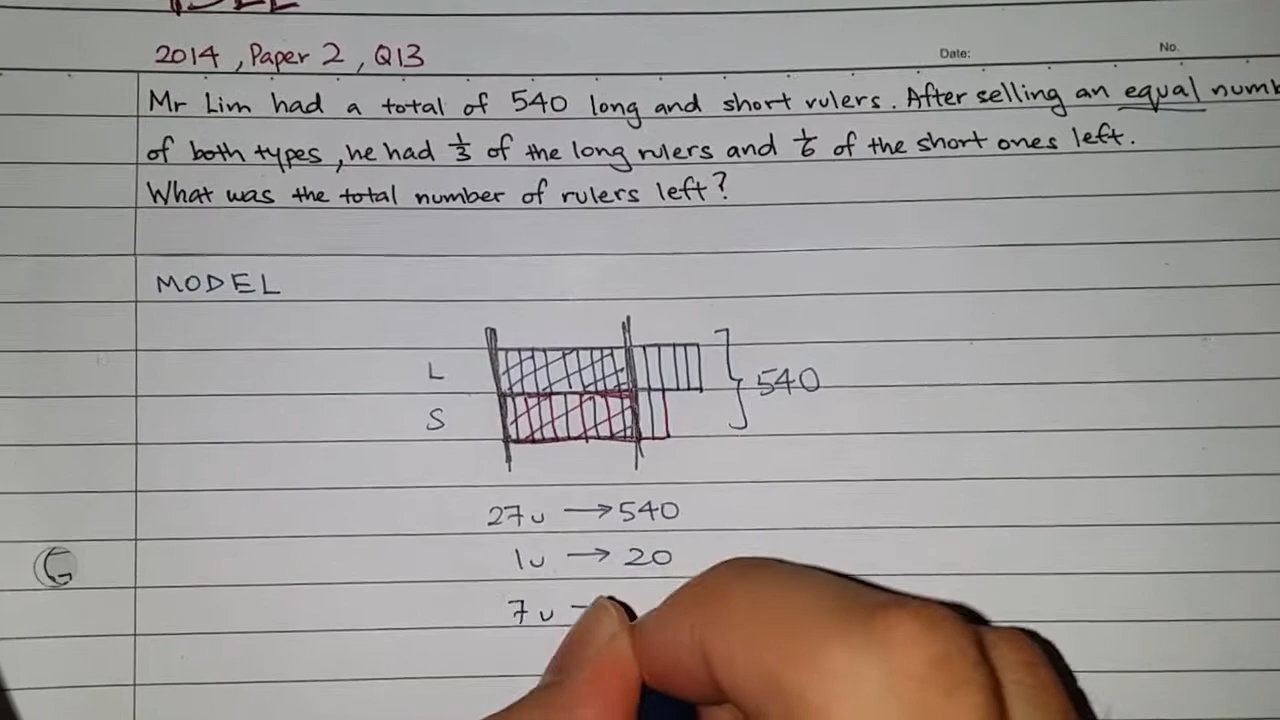 2014, Paper 2, Q13
Date:
No.
Mr Lim had a total of 540 long and short rulers. After selling an equal
of both types, he had 1/3 of the long rulers and 1/6 of the short ones left.
What was the total number of rulers left?
MODEL
L
S
540
27u → 540
1u → 20
7u
G